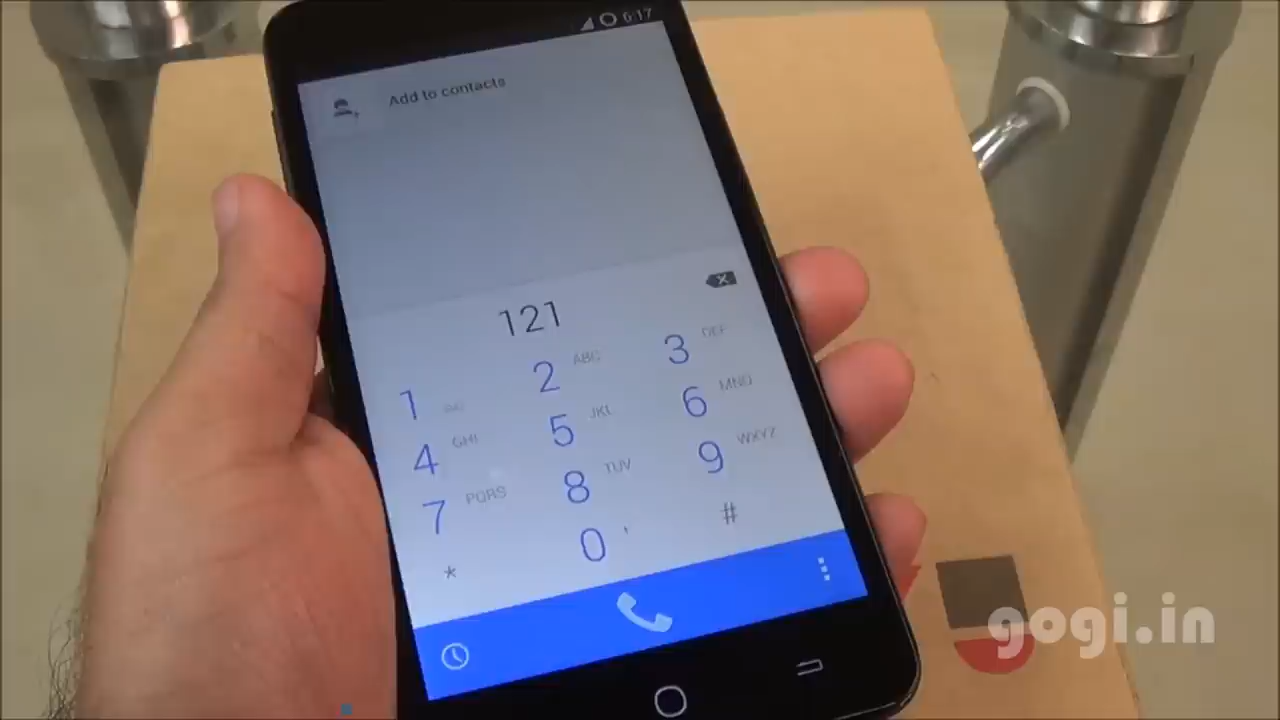 6:17
Add to contacts
121
1
2 ABC
3 DEF
4 GHI
5 JKL
6 MNO
7 PQRS
8 TUV
9 WXYZ
*
0
#
gogi.in